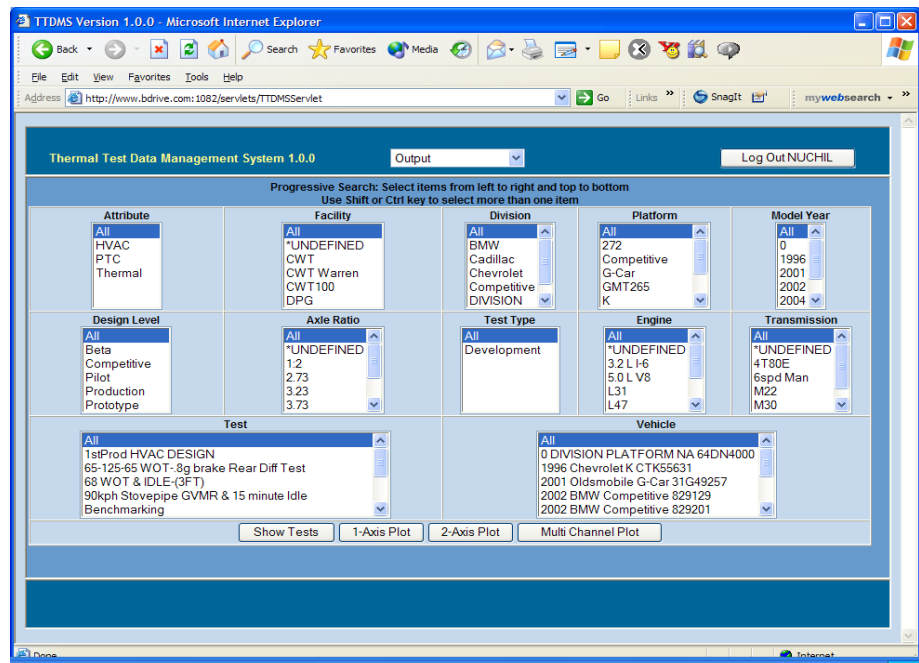 TTDMS Version 1.0.0 - Microsoft Internet Explorer
Back Search Favorites Media
File Edit View Favorites Tools Help
Address http://www.bdrive.com:1082/servlets/TTDMSServlet Go Links » SnagIt mywebsearch »
Thermal Test Data Management System 1.0.0 Output Log Out NUCHIL
Progressive Search: Select items from left to right and top to bottom
Use Shift or Ctrl key to select more than one item
Attribute Facility Division Platform Model Year
All All All All All
HVAC *UNDEFINED BMW 272 0
PTC CWT Cadillac Competitive 1996
Thermal CWT Warren Chevrolet G-Car 2001
CWT100 Competitive GMT265 2002
DPG DIVISION K 2004
Design Level Axle Ratio Test Type Engine Transmission
All All All All All
Beta *UNDEFINED Development *UNDEFINED *UNDEFINED
Competitive 1:2 3.2 L I-6 4T80E
Pilot 2.73 5.0 L V8 6spd Man
Production 3.23 L31 M22
Prototype 3.73 L47 M30
Test Vehicle
All All
1stProd HVAC DESIGN 0 DIVISION PLATFORM NA 64DN4000
65-125-65 WOT-.8g brake Rear Diff Test 1996 Chevrolet K CTK55631
68 WOT & IDLE-(3FT) 2001 Oldsmobile G-Car 31G49257
90kph Stovepipe GVMR & 15 minute Idle 2002 BMW Competitive 829129
Benchmarking 2002 BMW Competitive 829201
Show Tests 1-Axis Plot 2-Axis Plot Multi Channel Plot
Done Internet